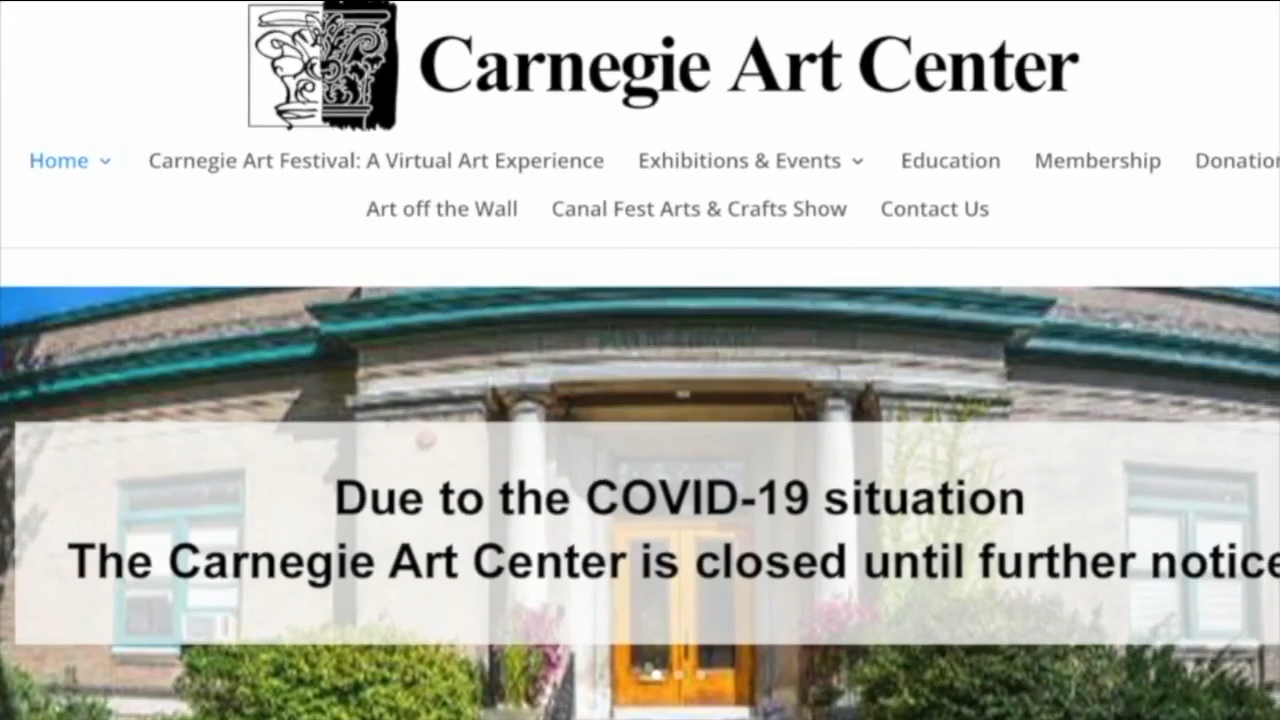 Carnegie Art Center
Home Carnegie Art Festival: A Virtual Art Experience Exhibitions & Events Education Membership Donation
Art off the Wall Canal Fest Arts & Crafts Show Contact Us
Due to the COVID-19 situation
The Carnegie Art Center is closed until further notice